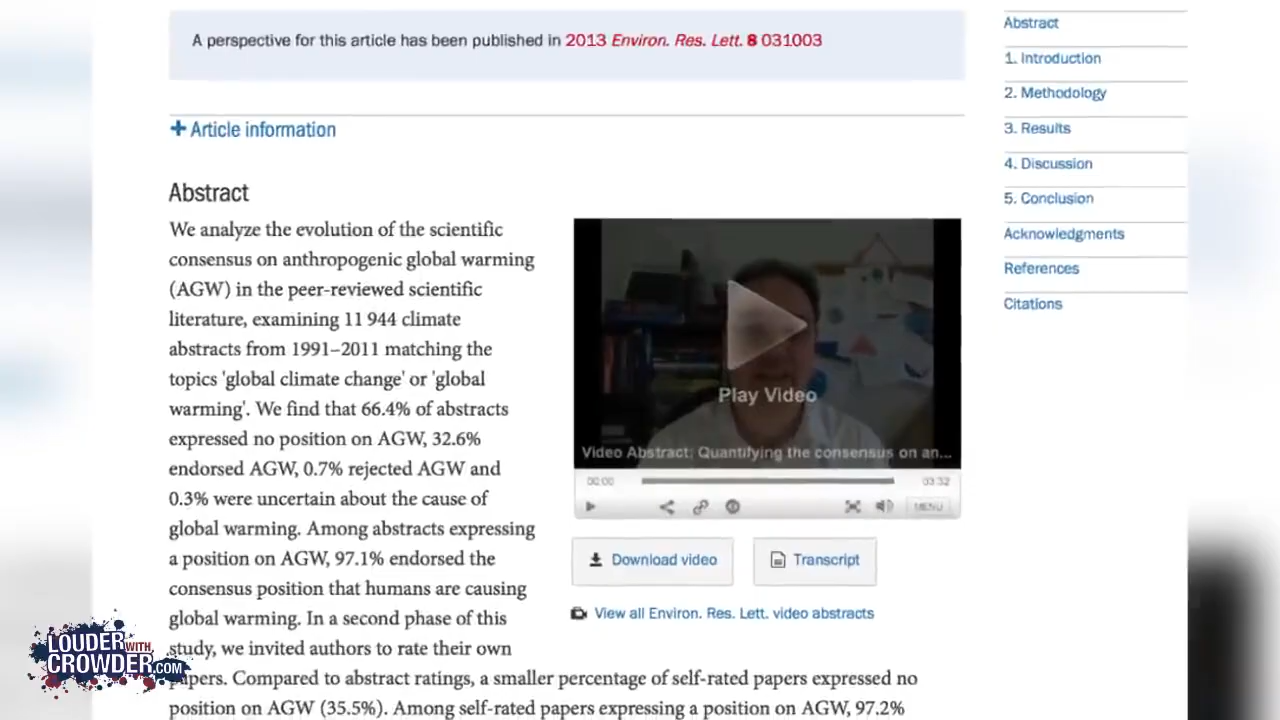 A perspective for this article has been published in 2013 Environ. Res. Lett. 8 031003
+ Article information
Abstract
We analyze the evolution of the scientific
consensus on anthropogenic global warming
(AGW) in the peer-reviewed scientific
literature, examining 11 944 climate
abstracts from 1991–2011 matching the
topics 'global climate change' or 'global
warming'. We find that 66.4% of abstracts
expressed no position on AGW, 32.6%
endorsed AGW, 0.7% rejected AGW and
0.3% were uncertain about the cause of
global warming. Among abstracts expressing
a position on AGW, 97.1% endorsed the
consensus position that humans are causing
global warming. In a second phase of this
study, we invited authors to rate their own
papers. Compared to abstract ratings, a smaller percentage of self-rated papers expressed no
position on AGW (35.5%). Among self-rated papers expressing a position on AGW, 97.2%
Play Video
Video Abstract: Quantifying the consensus on an...
00:00
03:32
MENU
Download video
Transcript
View all Environ. Res. Lett. video abstracts
Abstract
1. Introduction
2. Methodology
3. Results
4. Discussion
5. Conclusion
Acknowledgments
References
Citations
LOUDER WITH
CROWDER.COM